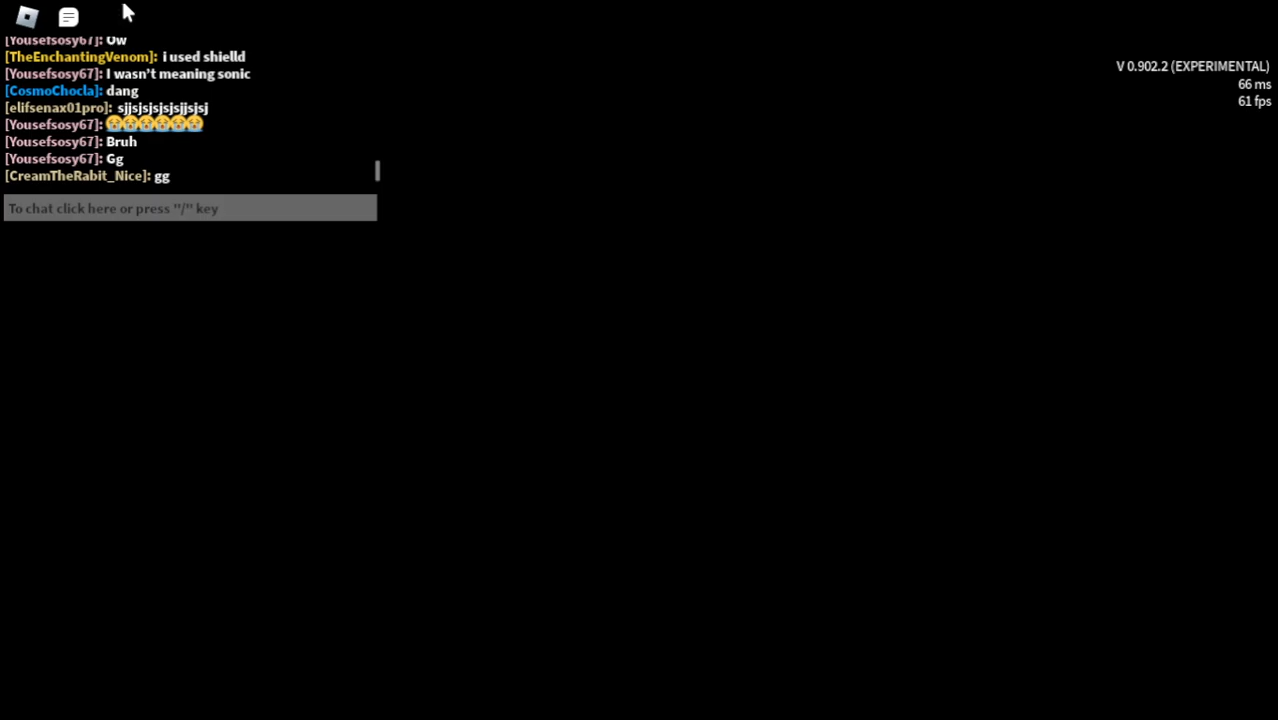 [Yousefsosy67]: Ow
[TheEnchantingVenom]: i used shielld
[Yousefsosy67]: I wasn't meaning sonic
[CosmoChocla]: dang
[elifsenax01pro]: sjjsjsjsjsjsjjsjsj
[Yousefsosy67]: 😭😭😭😭😭😭
[Yousefsosy67]: Bruh
[Yousefsosy67]: Gg
[CreamTheRabit_Nice]: gg
To chat click here or press "/" key
V 0.902.2 (EXPERIMENTAL)
66 ms
61 fps